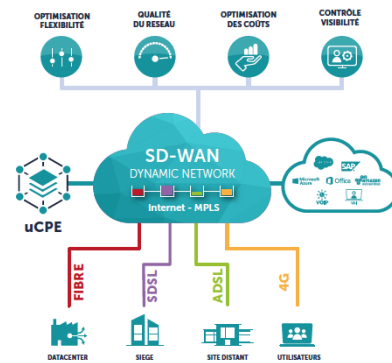 OPTIMISATION
FLEXIBILITÉ
QUALITÉ
DU RESEAU
OPTIMISATION
DES COÛTS
CONTRÔLE
VISIBILITÉ
SD-WAN
DYNAMIC NETWORK
Internet - MPLS
uCPE
SAP
Microsoft
Azure
Office
VOIP
FIBRE
SDSL
ADSL
4G
DATACENTER
SIEGE
SITE DISTANT
UTILISATEURS